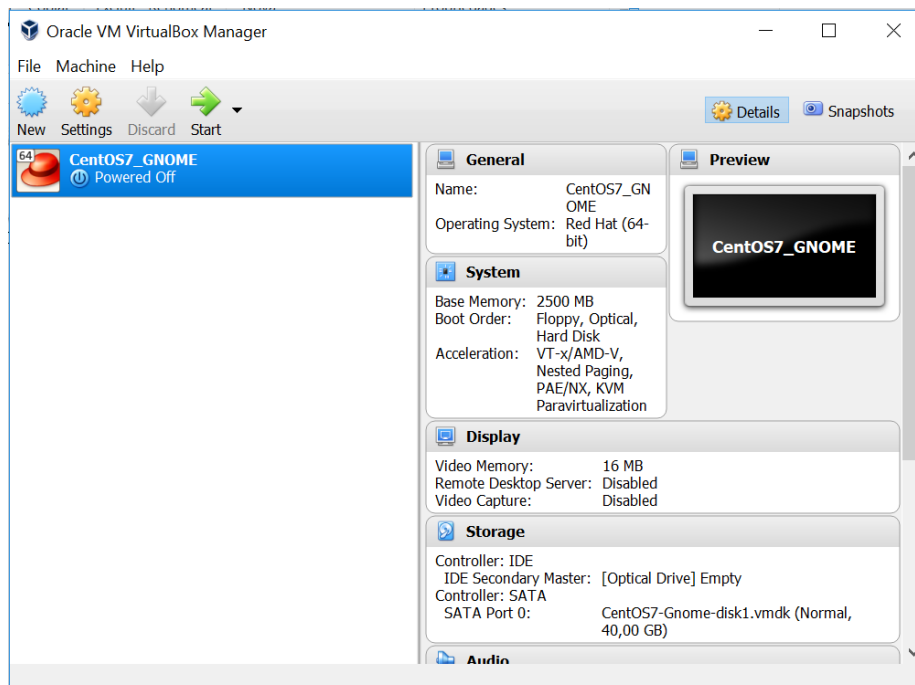 Oracle VM VirtualBox Manager
File Machine Help
New Settings Discard Start
Details Snapshots
64
CentOS7_GNOME
Powered Off
General
Name: CentOS7_GN
OME
Operating System: Red Hat (64-
bit)
Preview
CentOS7_GNOME
System
Base Memory: 2500 MB
Boot Order: Floppy, Optical,
Hard Disk
Acceleration: VT-x/AMD-V,
Nested Paging,
PAE/NX, KVM
Paravirtualization
Display
Video Memory: 16 MB
Remote Desktop Server: Disabled
Video Capture: Disabled
Storage
Controller: IDE
IDE Secondary Master: [Optical Drive] Empty
Controller: SATA
SATA Port 0: CentOS7-Gnome-disk1.vmdk (Normal,
40,00 GB)
Audio